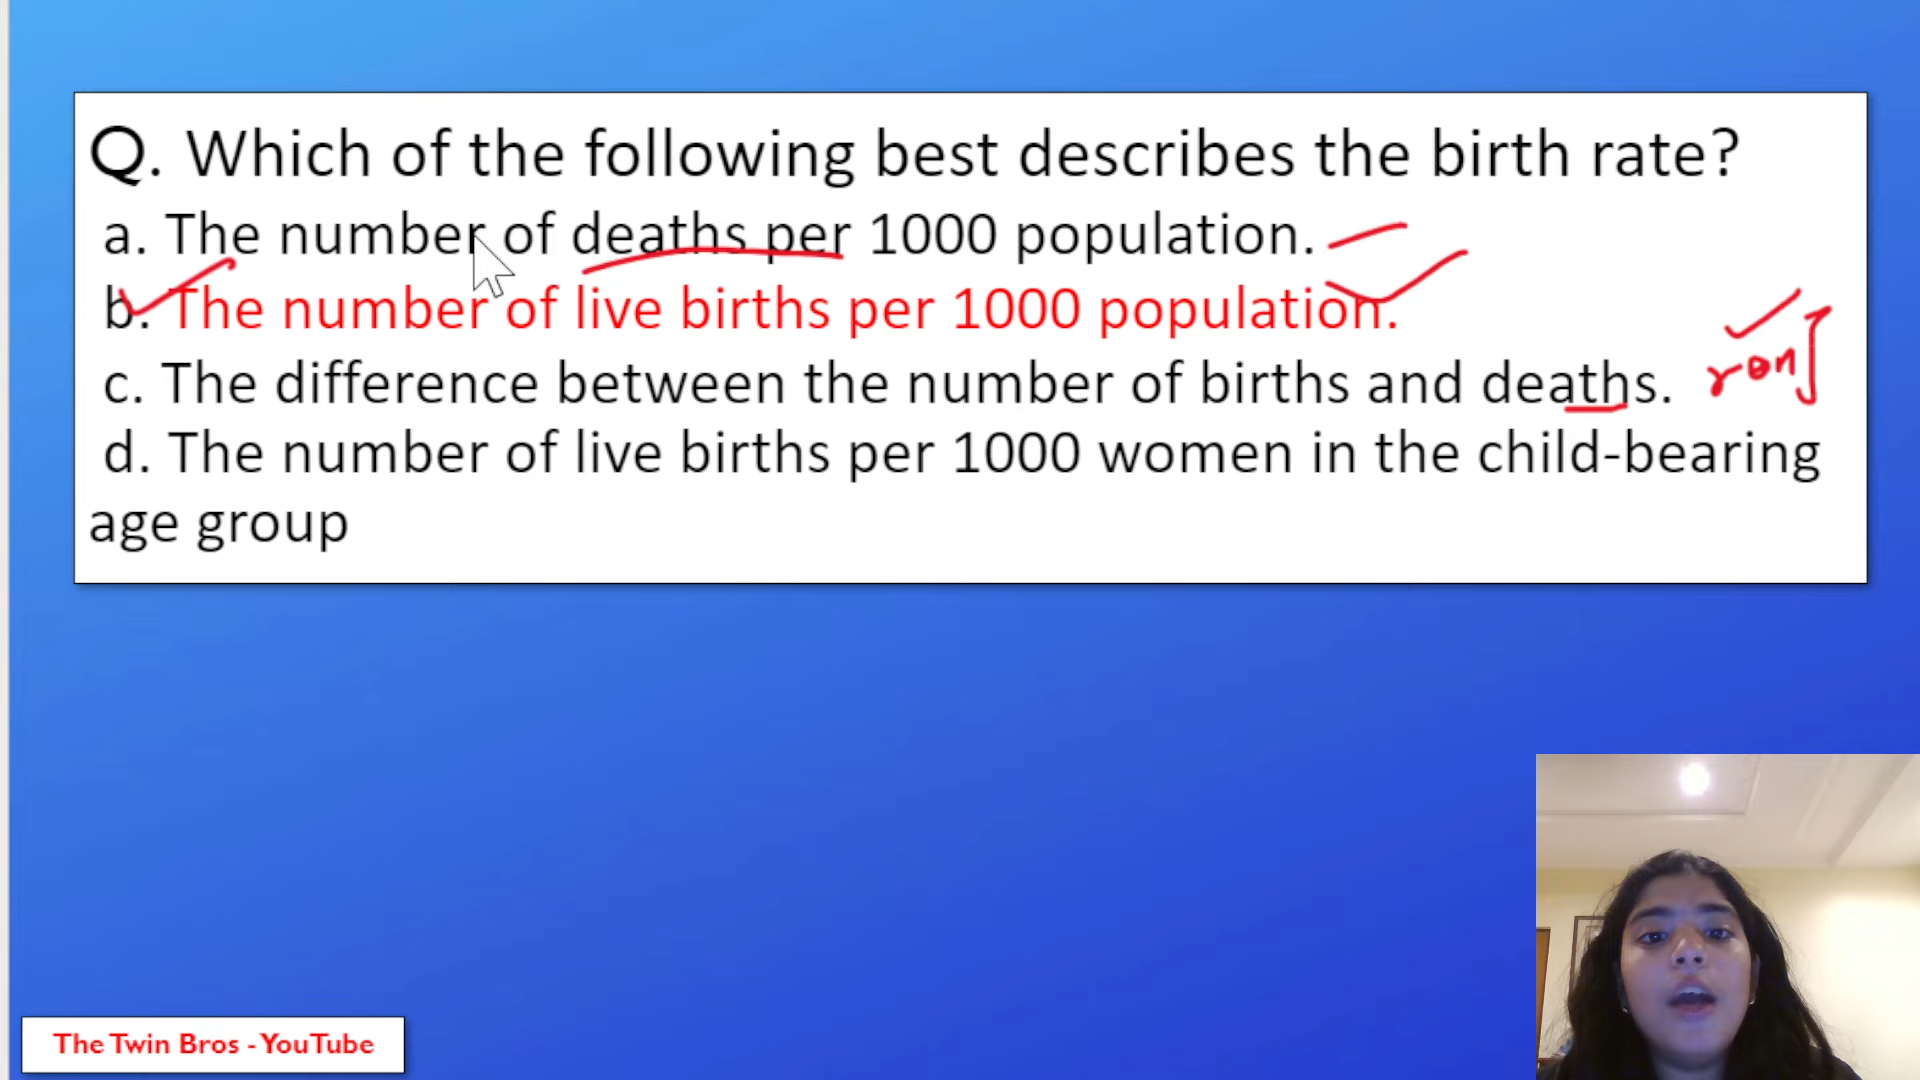 Q. Which of the following best describes the birth rate?
a. The number of deaths per 1000 population.
b. The number of live births per 1000 population.
c. The difference between the number of births and deaths.
d. The number of live births per 1000 women in the child-bearing
age group
The Twin Bros - YouTube